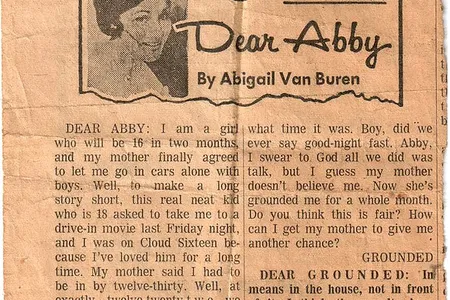 Dear Abby
By Abigail Van Buren
DEAR ABBY: I am a girl
who will be 16 in two months,
and my mother finally agreed
to let me go in cars alone with
boys. Well, to make a long
story short, this real neat kid
who is 18 asked to take me to a
drive-in movie last Friday night,
and I was on Cloud Sixteen be-
cause I've loved him for a long
time. My mother said I had to
be in by twelve-thirty. Well, at
exactly twelve twenty-two, we
what time it was. Boy, did we
ever say good-night fast. Abby,
I swear to God all we did was
talk, but I guess my mother
doesn't believe me. Now she's
grounded me for a whole month.
Do you think this is fair? How
can I get my mother to give me
another chance?
GROUNDED
DEAR GROUNDED: In
means in the house, not in front